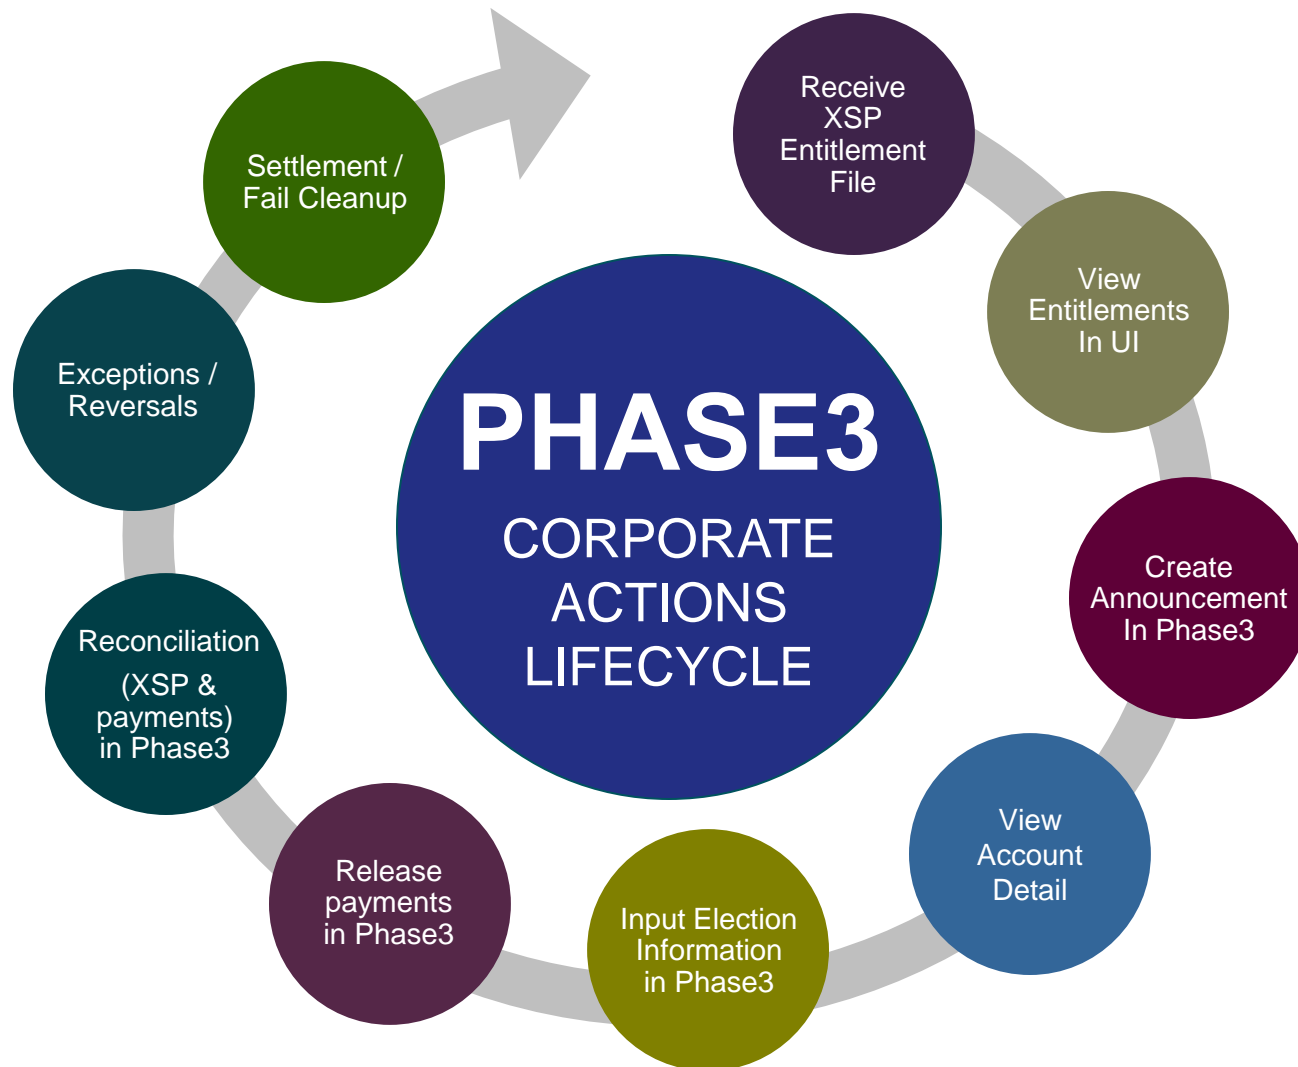 PHASE3
CORPORATE
ACTIONS
LIFECYCLE
Receive
XSP
Entitlement
File
View
Entitlements
In UI
Create
Announcement
In Phase3
View
Account
Detail
Input Election
Information
in Phase3
Release
payments
in Phase3
Reconciliation
(XSP &
payments)
in Phase3
Exceptions /
Reversals
Settlement /
Fail Cleanup